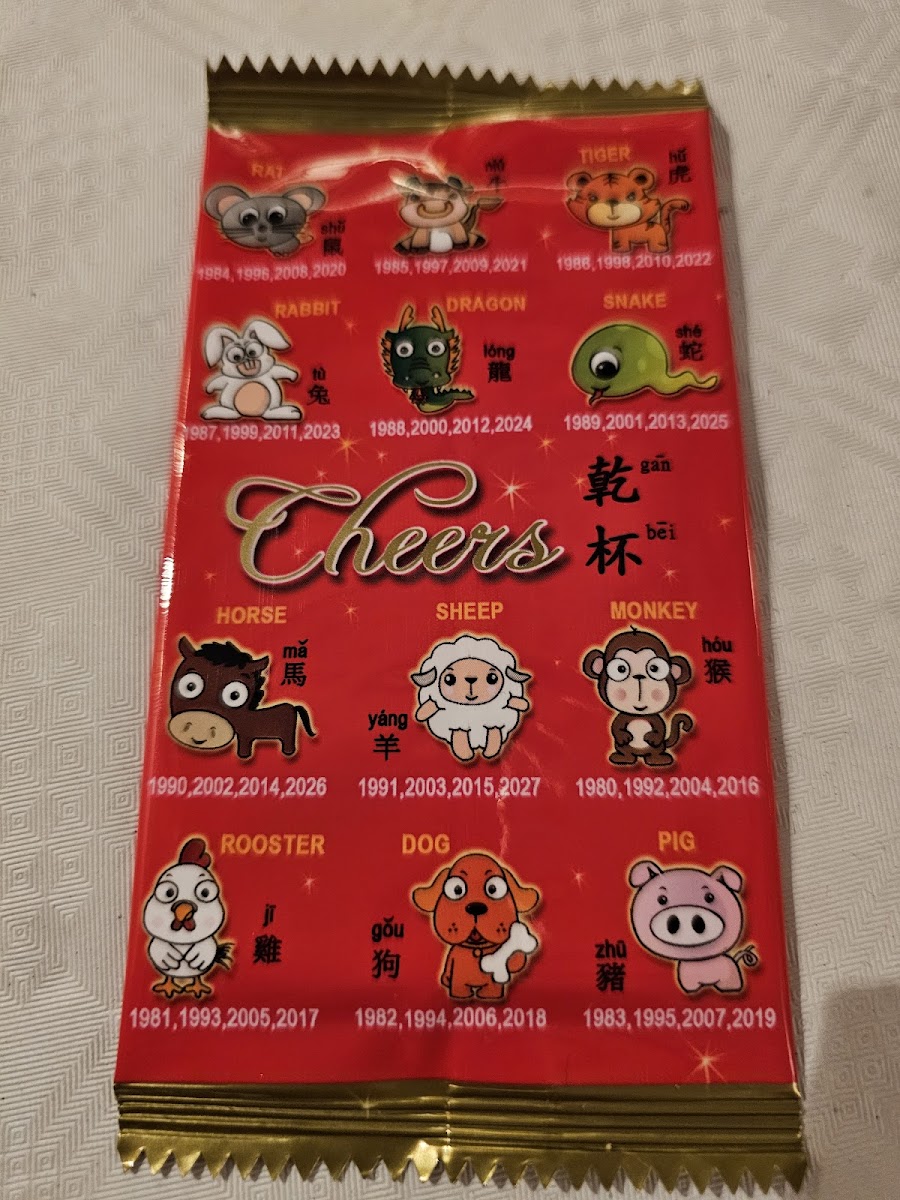 RAT
shǔ
鼠
1984,1996,2008,2020
牛
1985,1997,2009,2021
TIGER
hǔ
虎
1986,1998,2010,2022
RABBIT
tù
兔
1987,1999,2011,2023
DRAGON
lóng
龍
1988,2000,2012,2024
SNAKE
shé
蛇
1989,2001,2013,2025
Cheers
乾 gān
杯 bēi
HORSE
mǎ
馬
1990,2002,2014,2026
SHEEP
yáng
羊
1991,2003,2015,2027
MONKEY
hóu
猴
1980,1992,2004,2016
ROOSTER
jī
雞
1981,1993,2005,2017
DOG
gǒu
狗
1982,1994,2006,2018
PIG
zhū
豬
1983,1995,2007,2019